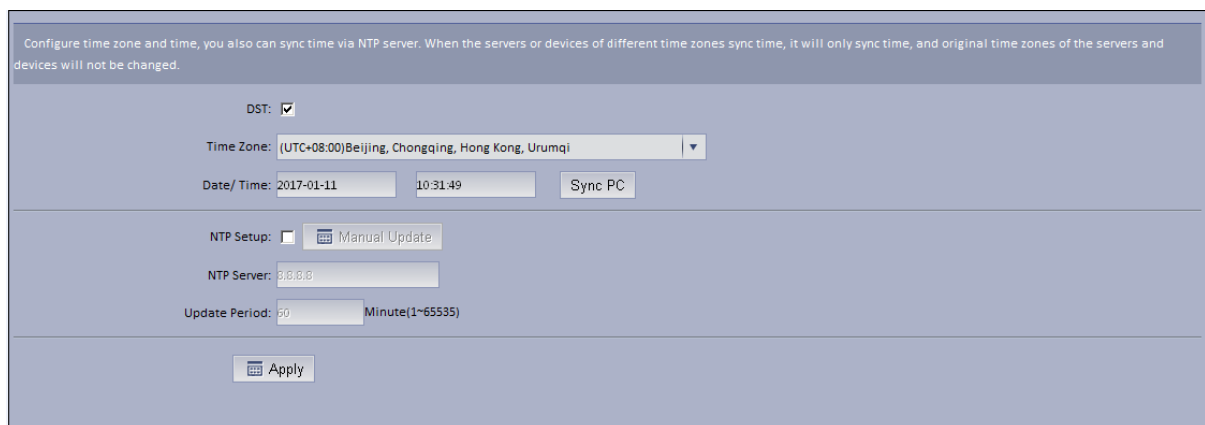 Configure time zone and time, you also can sync time via NTP server. When the servers or devices of different time zones sync time, it will only sync time, and original time zones of the servers and
devices will not be changed.
DST:
Time Zone: (UTC+08:00)Beijing, Chongqing, Hong Kong, Urumqi
Date/ Time: 2017-01-11 10:31:49 Sync PC
NTP Setup: Manual Update
NTP Server: 8.8.8.8
Update Period: 60 Minute(1~65535)
Apply